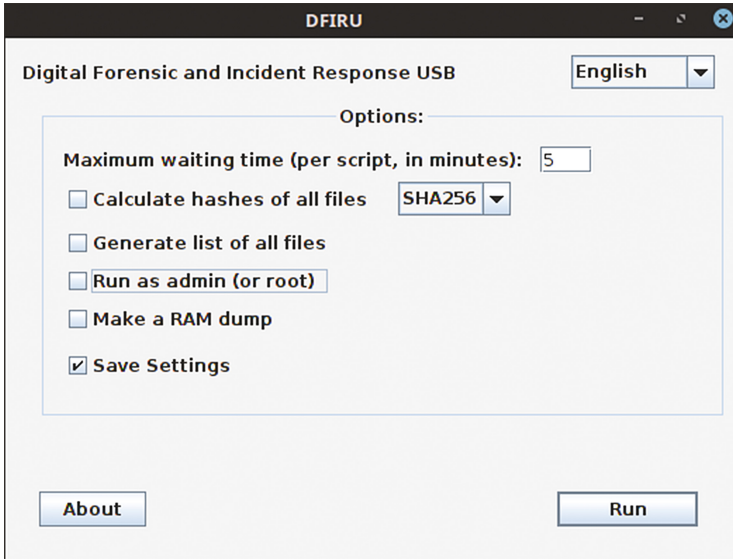 DFIRU
Digital Forensic and Incident Response USB English
Options:
Maximum waiting time (per script, in minutes): 5
Calculate hashes of all files SHA256
Generate list of all files
Run as admin (or root)
Make a RAM dump
Save Settings
About Run